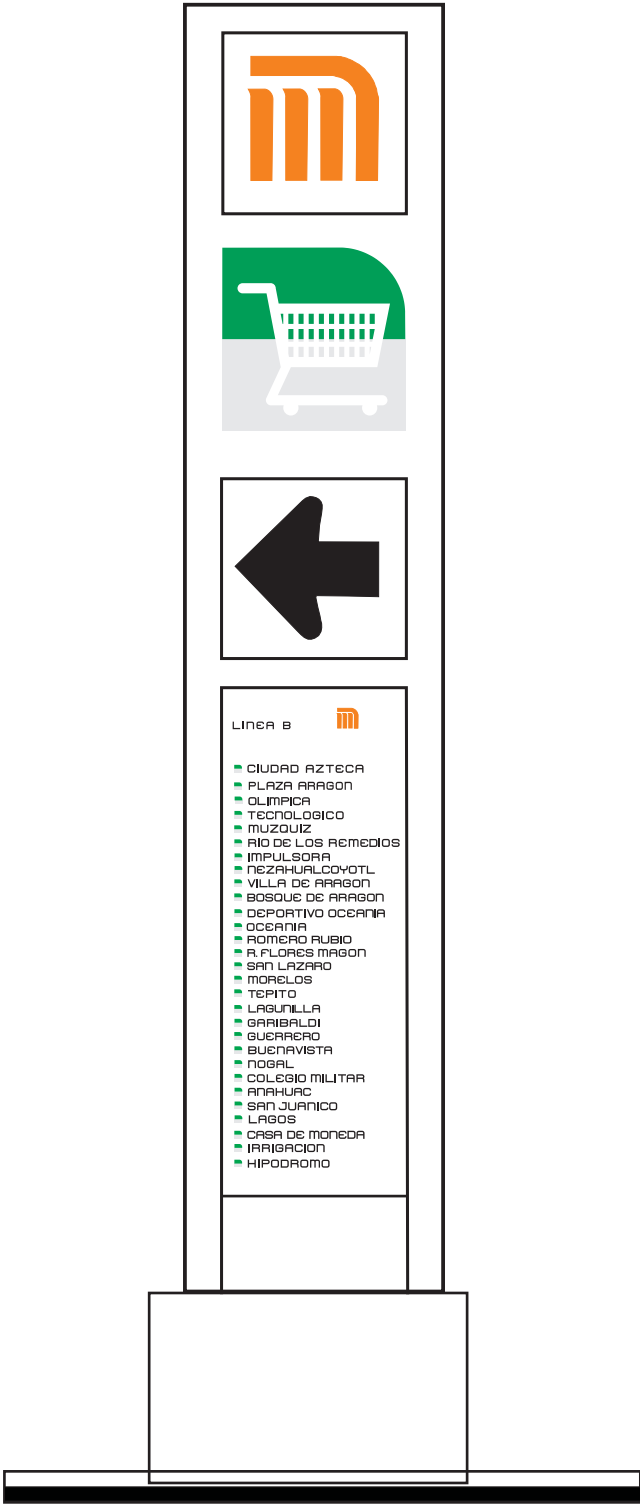 LINEA B
CIUDAD AZTECA
PLAZA ARAGON
OLIMPICA
TECNOLOGICO
MUZQUIZ
RIO DE LOS REMEDIOS
IMPULSORA
NEZAHUALCOYOTL
VILLA DE ARAGON
BOSQUE DE ARAGON
DEPORTIVO OCEANIA
OCEANIA
ROMERO RUBIO
R. FLORES MAGON
SAN LAZARO
MORELOS
TEPITO
LAGUNILLA
GARIBALDI
GUERRERO
BUENAVISTA
NOGAL
COLEGIO MILITAR
ANAHUAC
SAN JUANICO
LAGOS
CASA DE MONEDA
IRRIGACION
HIPODROMO